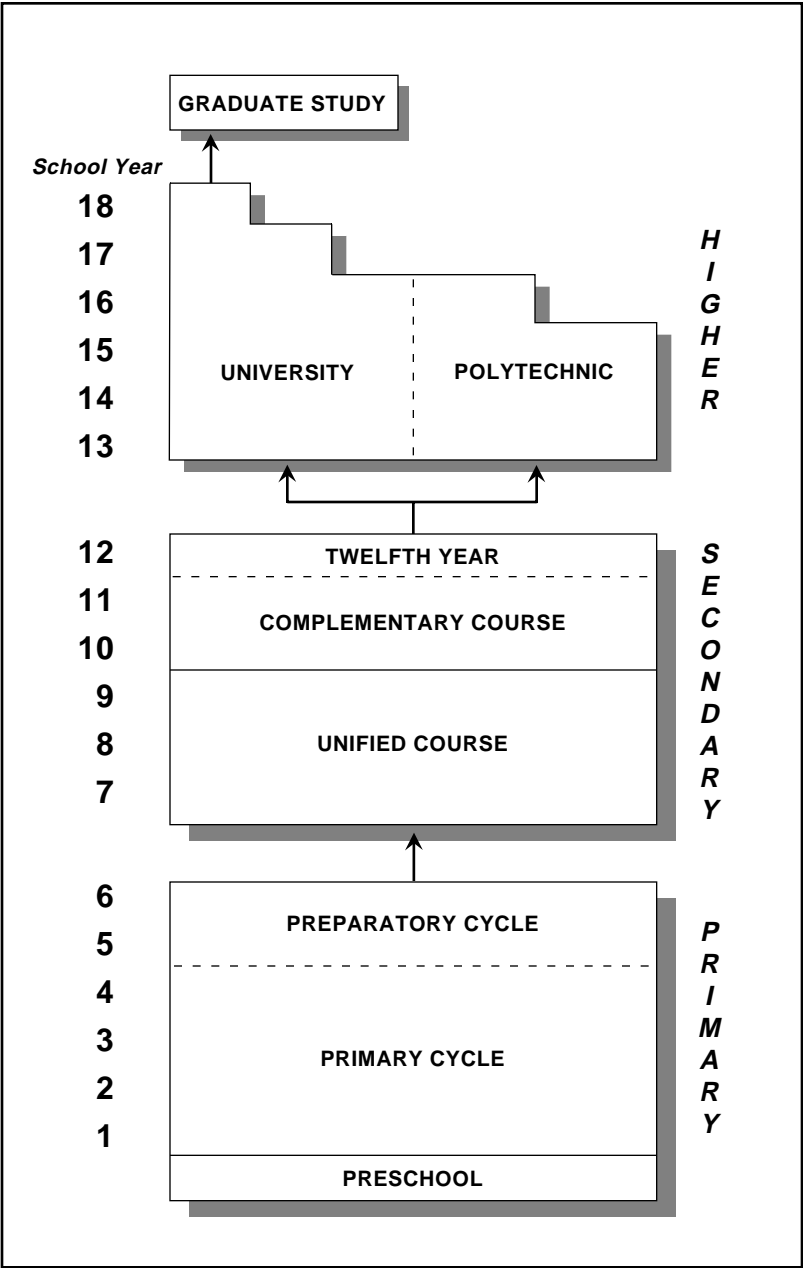 GRADUATE STUDY
School Year
18
17
16
15
14
13
UNIVERSITY
POLYTECHNIC
H
I
G
H
E
R
12
11
10
9
8
7
TWELFTH YEAR
COMPLEMENTARY COURSE
UNIFIED COURSE
S
E
C
O
N
D
A
R
Y
6
5
4
3
2
1
PREPARATORY CYCLE
PRIMARY CYCLE
PRESCHOOL
P
R
I
M
A
R
Y